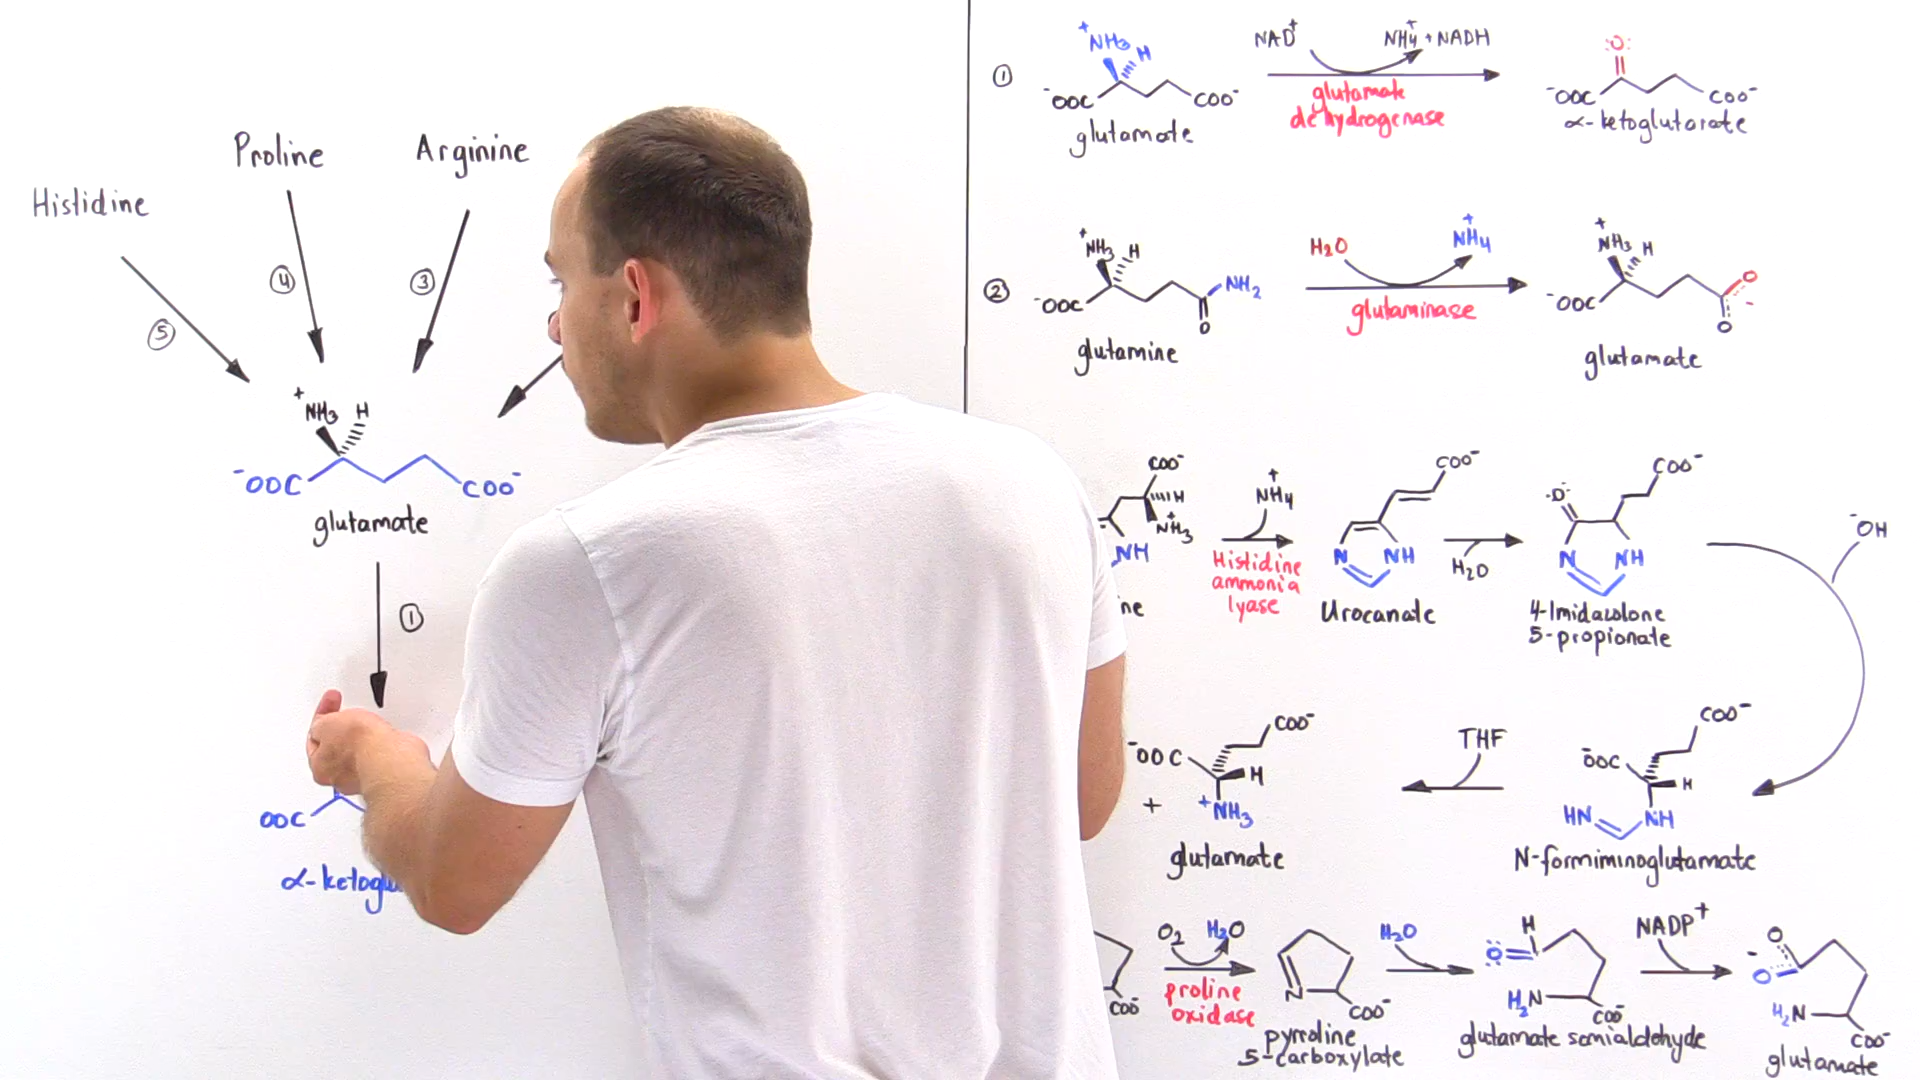 Proline
Arginine
Histidine
4
3
5
+
NH3 H
-OOC COO-
glutamate
1
OOC
α-ketogl
1
+
NH3 H
-OOC COO-
glutamate
NAD+ NH4+ + NADH
glutamate
dehydrogenase
:O:
-OOC COO-
α-ketoglutarate
2
+
NH3 H
-OOC NH2
O
glutamine
H2O +
NH4
glutaminase
+
NH3 H
-OOC O
-
O
glutamate
COO-
H
+
NH3
NH
ne
+
NH4
Histidine
ammonia
lyase
COO-
N NH
Urocanate
H2O
COO-
O
N NH
4-Imidazolone
5-propionate
-OH
COO-
-OOC
H
HN NH
N-formiminoglutamate
THF
COO-
-OOC
H
+ +NH3
glutamate
COO-
O2 H2O
proline
oxidase
N COO-
pyrroline
5-carboxylate
H2O
H
O
H2N COO-
glutamate semialdehyde
NADP+
O
-
O
H2N
COO-
glutamate